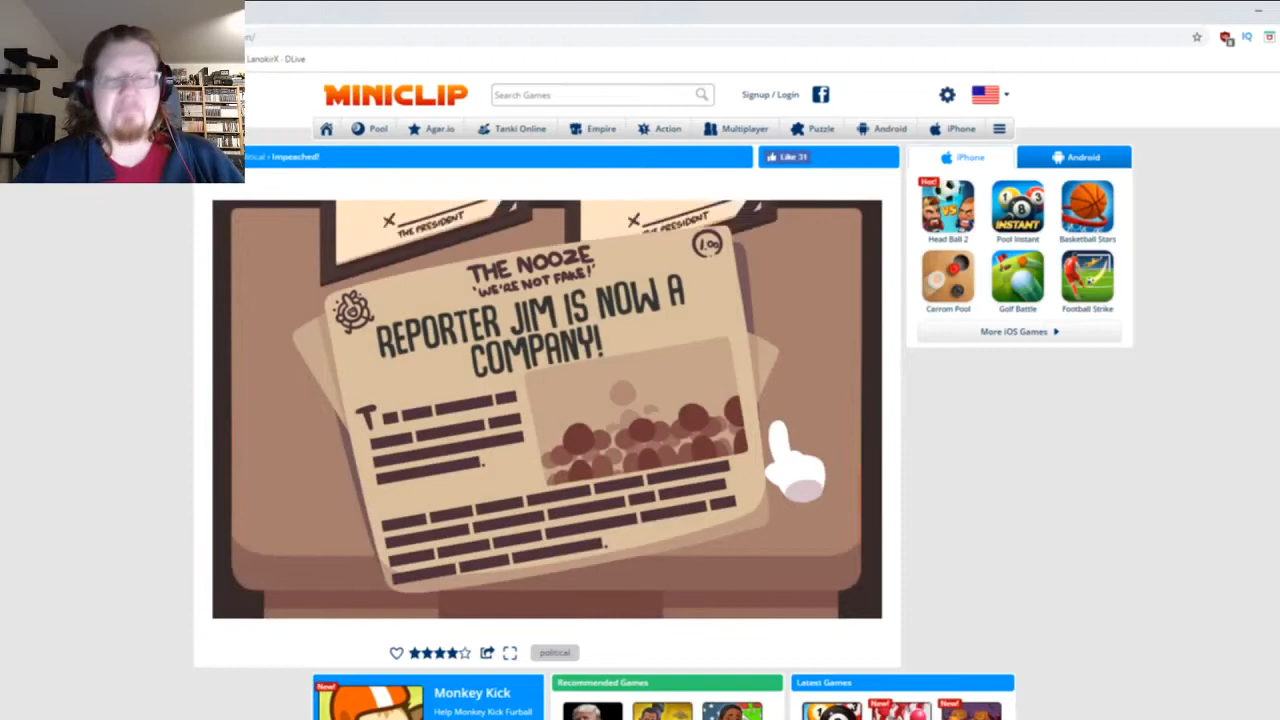 en/
LanokirX - DLive
MINICLIP
Search Games
Signup / Login
Pool
Agar.io
Tanki Online
Empire
Action
Multiplayer
Puzzle
Android
iPhone
Impeached!
Like 31
iPhone
Android
Hot!
Head Ball 2
Pool Instant
Basketball Stars
Carrom Pool
Golf Battle
Football Strike
More iOS Games
THE PRESIDENT
THE NOOZE
'WE'RE NOT FAKE!'
1.00
REPORTER JIM IS NOW A
COMPANY!
T
political
New!
Monkey Kick
Help Monkey Kick Furball
Recommended Games
Latest Games
New!
New!